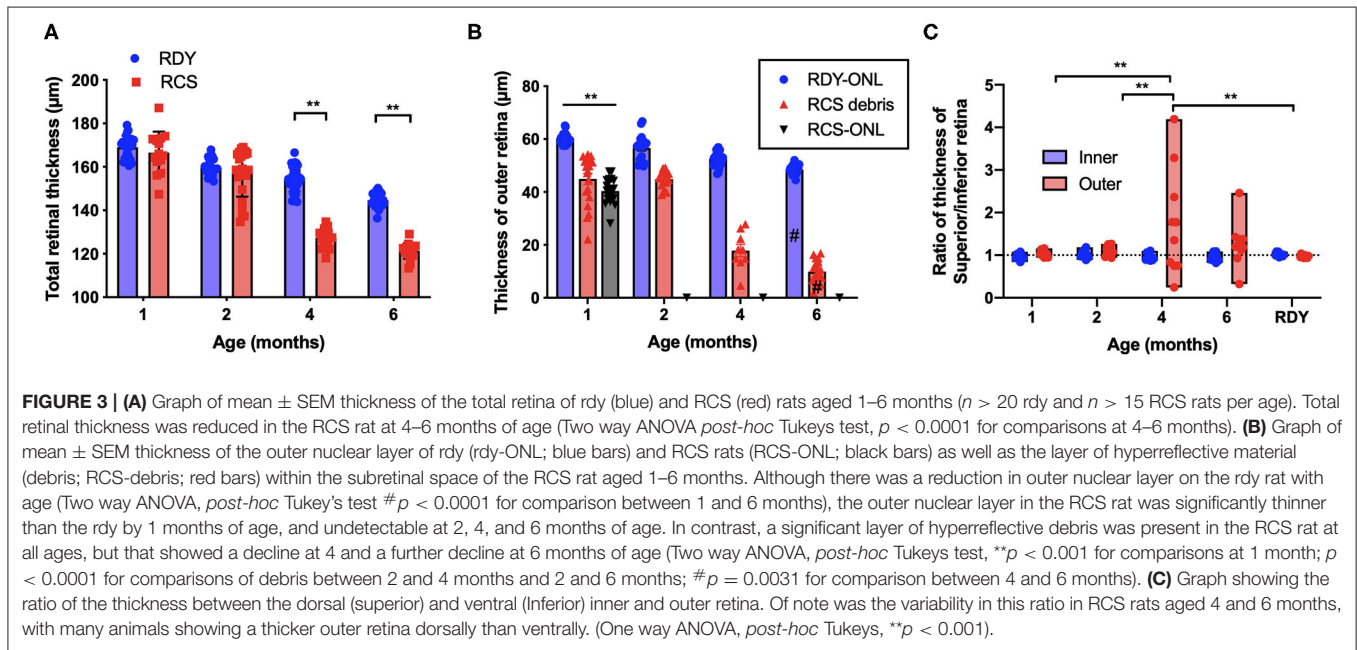 A
RDY
RCS
Total retinal thickness (µm)
200
180
160
140
120
100
**
**
1
2
4
6
Age (months)
B
RDY-ONL
RCS debris
RCS-ONL
Thickness of outer retina (µm)
80
60
40
20
0
**
#
#
1
2
4
6
Age (months)
C
Ratio of thickness of
Superior/inferior retina
5
4
3
2
1
0
**
**
**
Inner
Outer
1
2
4
6
RDY
Age (months)
FIGURE 3 | (A) Graph of mean ± SEM thickness of the total retina of rdy (blue) and RCS (red) rats aged 1–6 months (n > 20 rdy and n > 15 RCS rats per age). Total
retinal thickness was reduced in the RCS rat at 4–6 months of age (Two way ANOVA post-hoc Tukeys test, p < 0.0001 for comparisons at 4–6 months). (B) Graph of
mean ± SEM thickness of the outer nuclear layer of rdy (rdy-ONL; blue bars) and RCS rats (RCS-ONL; black bars) as well as the layer of hyperreflective material
(debris; RCS-debris; red bars) within the subretinal space of the RCS rat aged 1–6 months. Although there was a reduction in outer nuclear layer on the rdy rat with
age (Two way ANOVA, post-hoc Tukey's test #p < 0.0001 for comparison between 1 and 6 months), the outer nuclear layer in the RCS rat was significantly thinner
than the rdy by 1 months of age, and undetectable at 2, 4, and 6 months of age. In contrast, a significant layer of hyperreflective debris was present in the RCS rat at
all ages, but that showed a decline at 4 and a further decline at 6 months of age (Two way ANOVA, post-hoc Tukeys test, **p < 0.001 for comparisons at 1 month; p
< 0.0001 for comparisons of debris between 2 and 4 months and 2 and 6 months; #p = 0.0031 for comparison between 4 and 6 months). (C) Graph showing the
ratio of the thickness between the dorsal (superior) and ventral (Inferior) inner and outer retina. Of note was the variability in this ratio in RCS rats aged 4 and 6 months,
with many animals showing a thicker outer retina dorsally than ventrally. (One way ANOVA, post-hoc Tukeys, **p < 0.001).